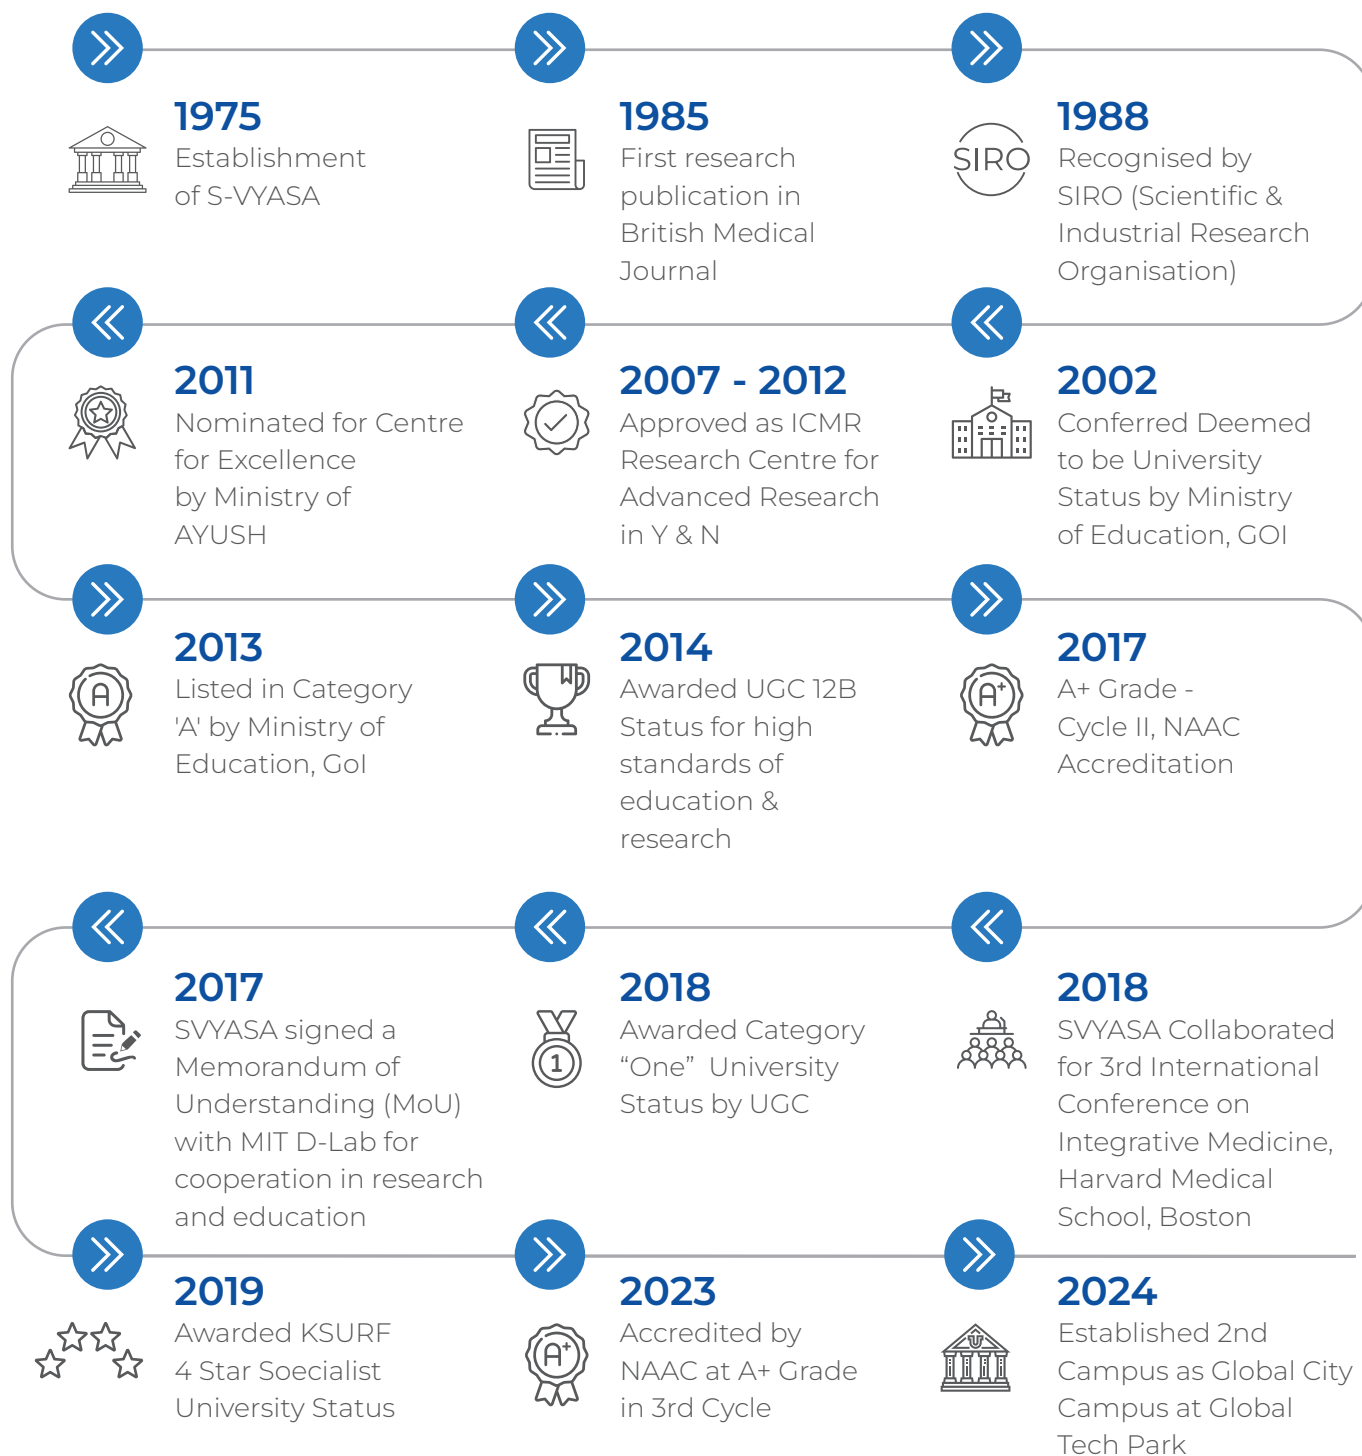 1975
Establishment
of S-VYASA
1985
First research
publication in
British Medical
Journal
SIRO
1988
Recognised by
SIRO (Scientific &
Industrial Research
Organisation)
2011
Nominated for Centre
for Excellence
by Ministry of
AYUSH
2007 - 2012
Approved as ICMR
Research Centre for
Advanced Research
in Y & N
2002
Conferred Deemed
to be University
Status by Ministry
of Education, GOI
A
2013
Listed in Category
'A' by Ministry of
Education, GoI
2014
Awarded UGC 12B
Status for high
standards of
education &
research
A+
2017
A+ Grade -
Cycle II, NAAC
Accreditation
2017
SVYASA signed a
Memorandum of
Understanding (MoU)
with MIT D-Lab for
cooperation in research
and education
1
2018
Awarded Category
“One” University
Status by UGC
2018
SVYASA Collaborated
for 3rd International
Conference on
Integrative Medicine,
Harvard Medical
School, Boston
2019
Awarded KSURF
4 Star Soecialist
University Status
A+
2023
Accredited by
NAAC at A+ Grade
in 3rd Cycle
U
2024
Established 2nd
Campus as Global City
Campus at Global
Tech Park